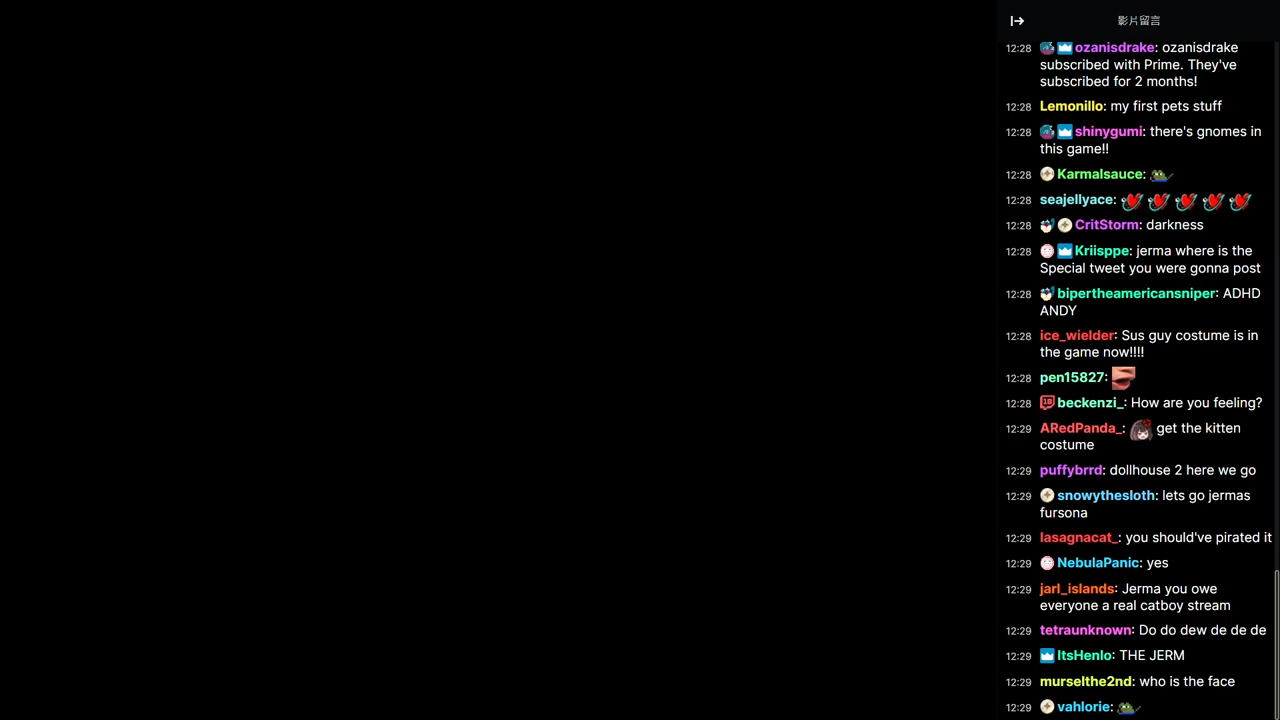 影片留言
12:28 ozanisdrake: ozanisdrake
subscribed with Prime. They've
subscribed for 2 months!
12:28 Lemonillo: my first pets stuff
12:28 shinygumi: there's gnomes in
this game!!
12:28 Karmalsauce:
12:28 seajellyace:
12:28 CritStorm: darkness
12:28 Kriisppe: jerma where is the
Special tweet you were gonna post
12:28 bipertheamericansniper: ADHD
ANDY
12:28 ice_wielder: Sus guy costume is in
the game now!!!!
12:28 pen15827:
12:28 beckenzi_: How are you feeling?
12:29 ARedPanda_: get the kitten
costume
12:29 puffybrrd: dollhouse 2 here we go
12:29 snowythesloth: lets go jermas
fursona
12:29 lasagnacat_: you should've pirated it
12:29 NebulaPanic: yes
12:29 jarl_islands: Jerma you owe
everyone a real catboy stream
12:29 tetraunknown: Do do dew de de de
12:29 ItsHenlo: THE JERM
12:29 murselthe2nd: who is the face
12:29 vahlorie: